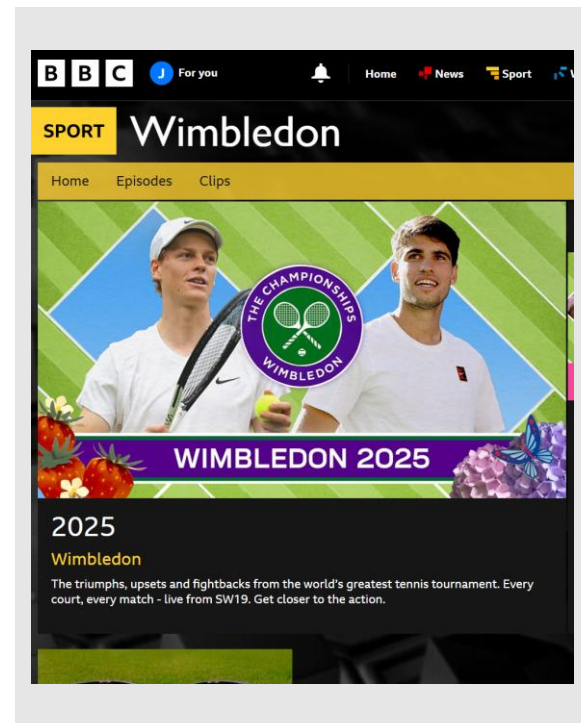 BBC J For you Home News Sport
SPORT Wimbledon
Home Episodes Clips
THE CHAMPIONSHIPS
WIMBLEDON
WIMBLEDON 2025
2025
Wimbledon
The triumphs, upsets and fightbacks from the world's greatest tennis tournament. Every
court, every match - live from SW19. Get closer to the action.